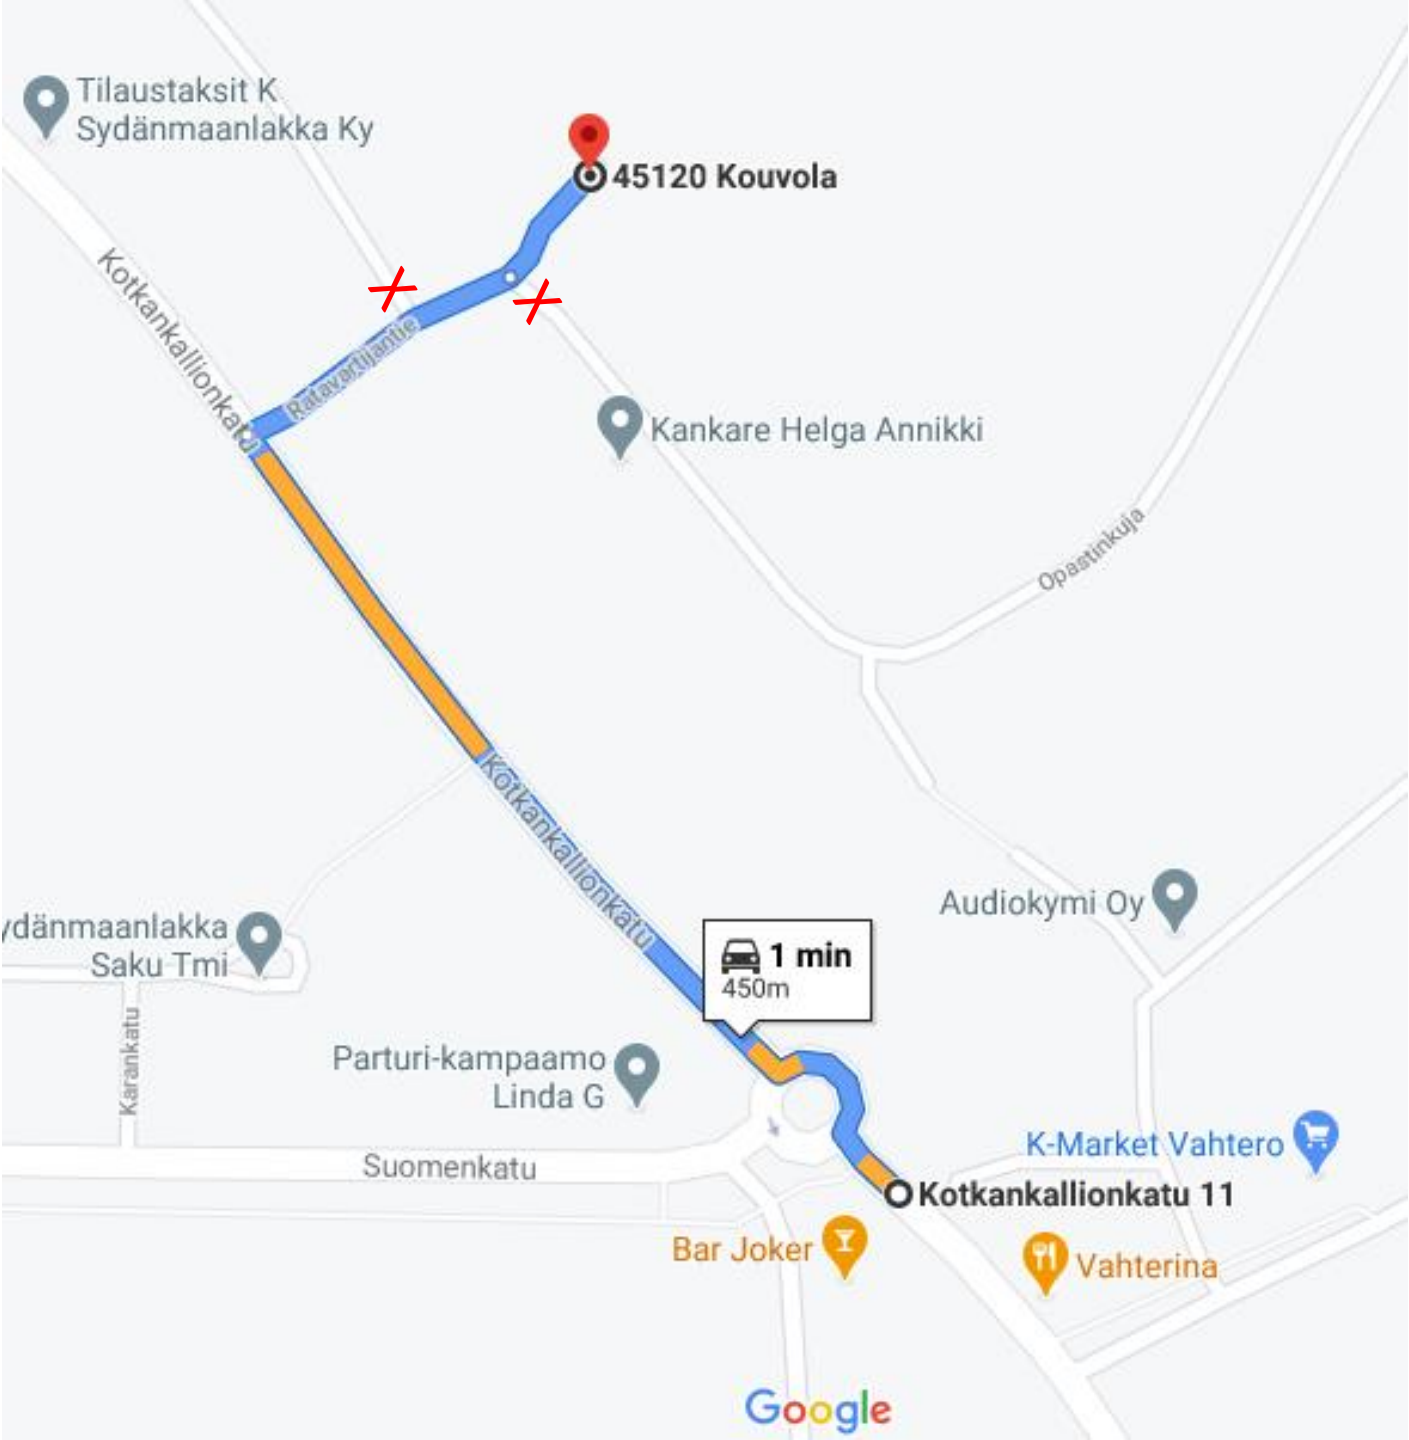 Tilaustaksit K
Sydänmaanlakka Ky
45120 Kouvola
Kotkankallionkatu
Ratavartijantie
Kankare Helga Annikki
Opastinkuja
Kotkankallionkatu
Audiokymi Oy
ydänmaanlakka
Saku Tmi
1 min
450m
Karankatu
Parturi-kampaamo
Linda G
K-Market Vahtero
Suomenkatu
Kotkankallionkatu 11
Bar Joker
Vahterina
Google